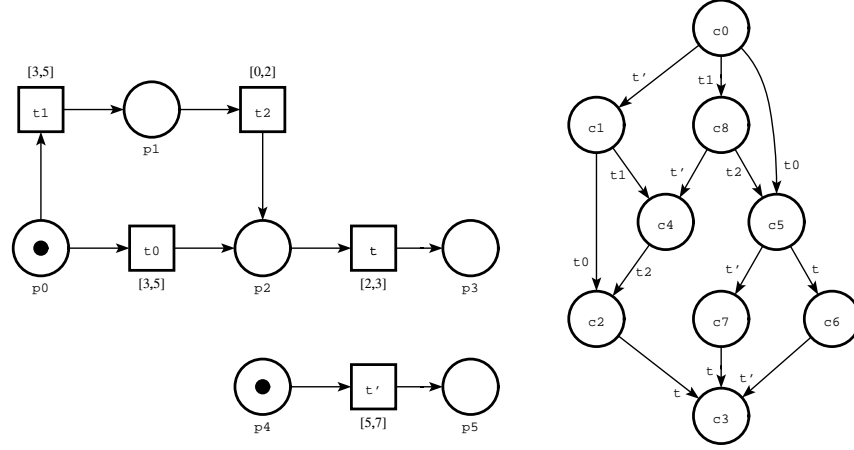 [3,5]
[0,2]
t1
t2
p1
t0
t
p0
[3,5]
p2
[2,3]
p3
t'
p4
[5,7]
p5
c0
t'
t1
t0
c1
c8
t1
t'
t2
c4
c5
t0
t2
t'
t
c2
c7
c6
t
t
t'
c3